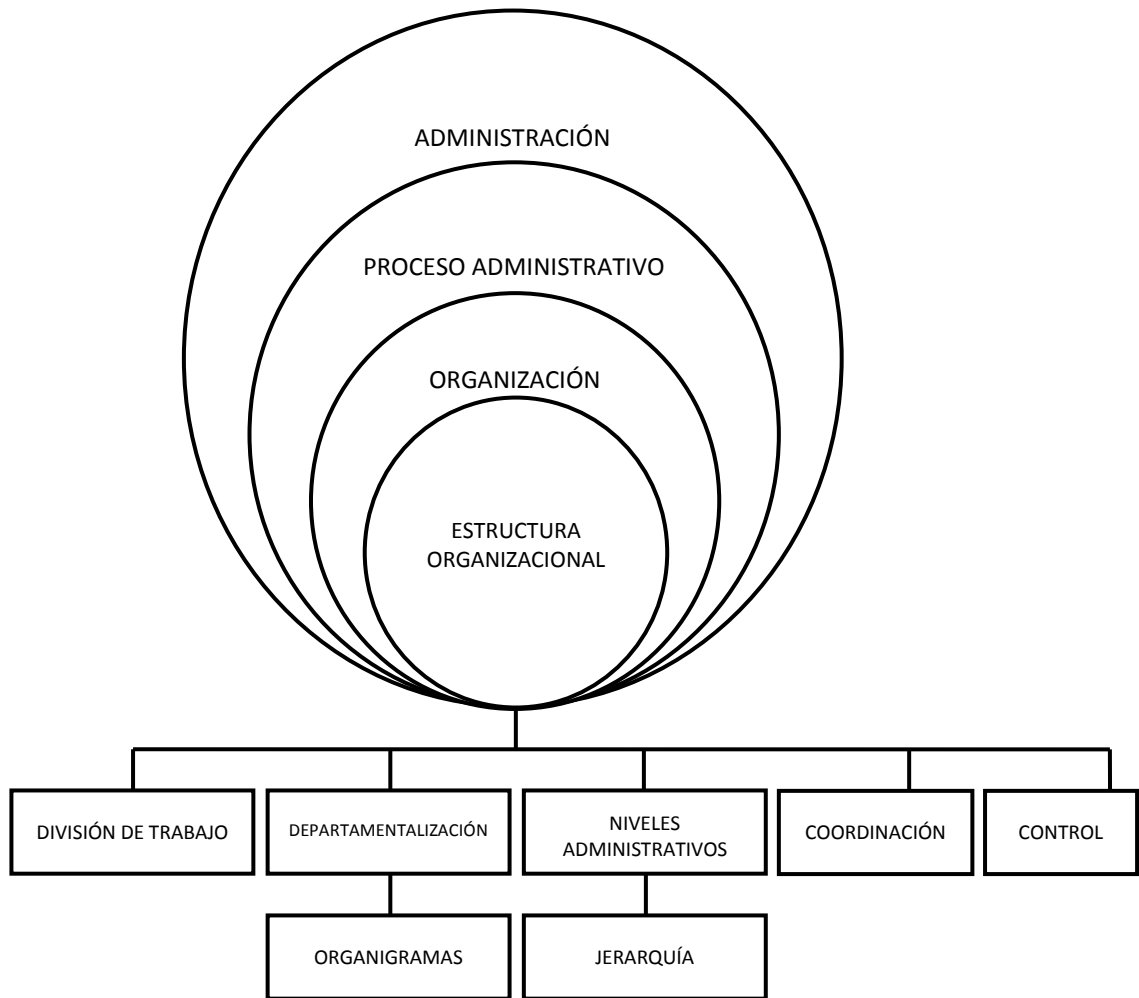 ADMINISTRACIÓN
PROCESO ADMINISTRATIVO
ORGANIZACIÓN
ESTRUCTURA
ORGANIZACIONAL
DIVISIÓN DE TRABAJO
DEPARTAMENTALIZACIÓN
NIVELES
ADMINISTRATIVOS
COORDINACIÓN
CONTROL
ORGANIGRAMAS
JERARQUÍA